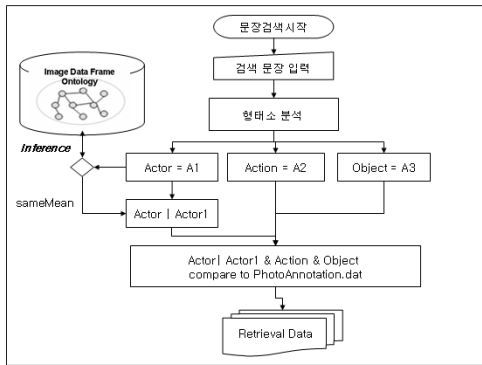 문장검색시작
Image Data Frame
Ontology
검색 문장 입력
형태소 분석
Inference
Actor = A1
Action = A2
Object = A3
sameMean
Actor | Actor1
Actor| Actor1 & Action & Object
compare to PhotoAnnotation.dat
Retrieval Data